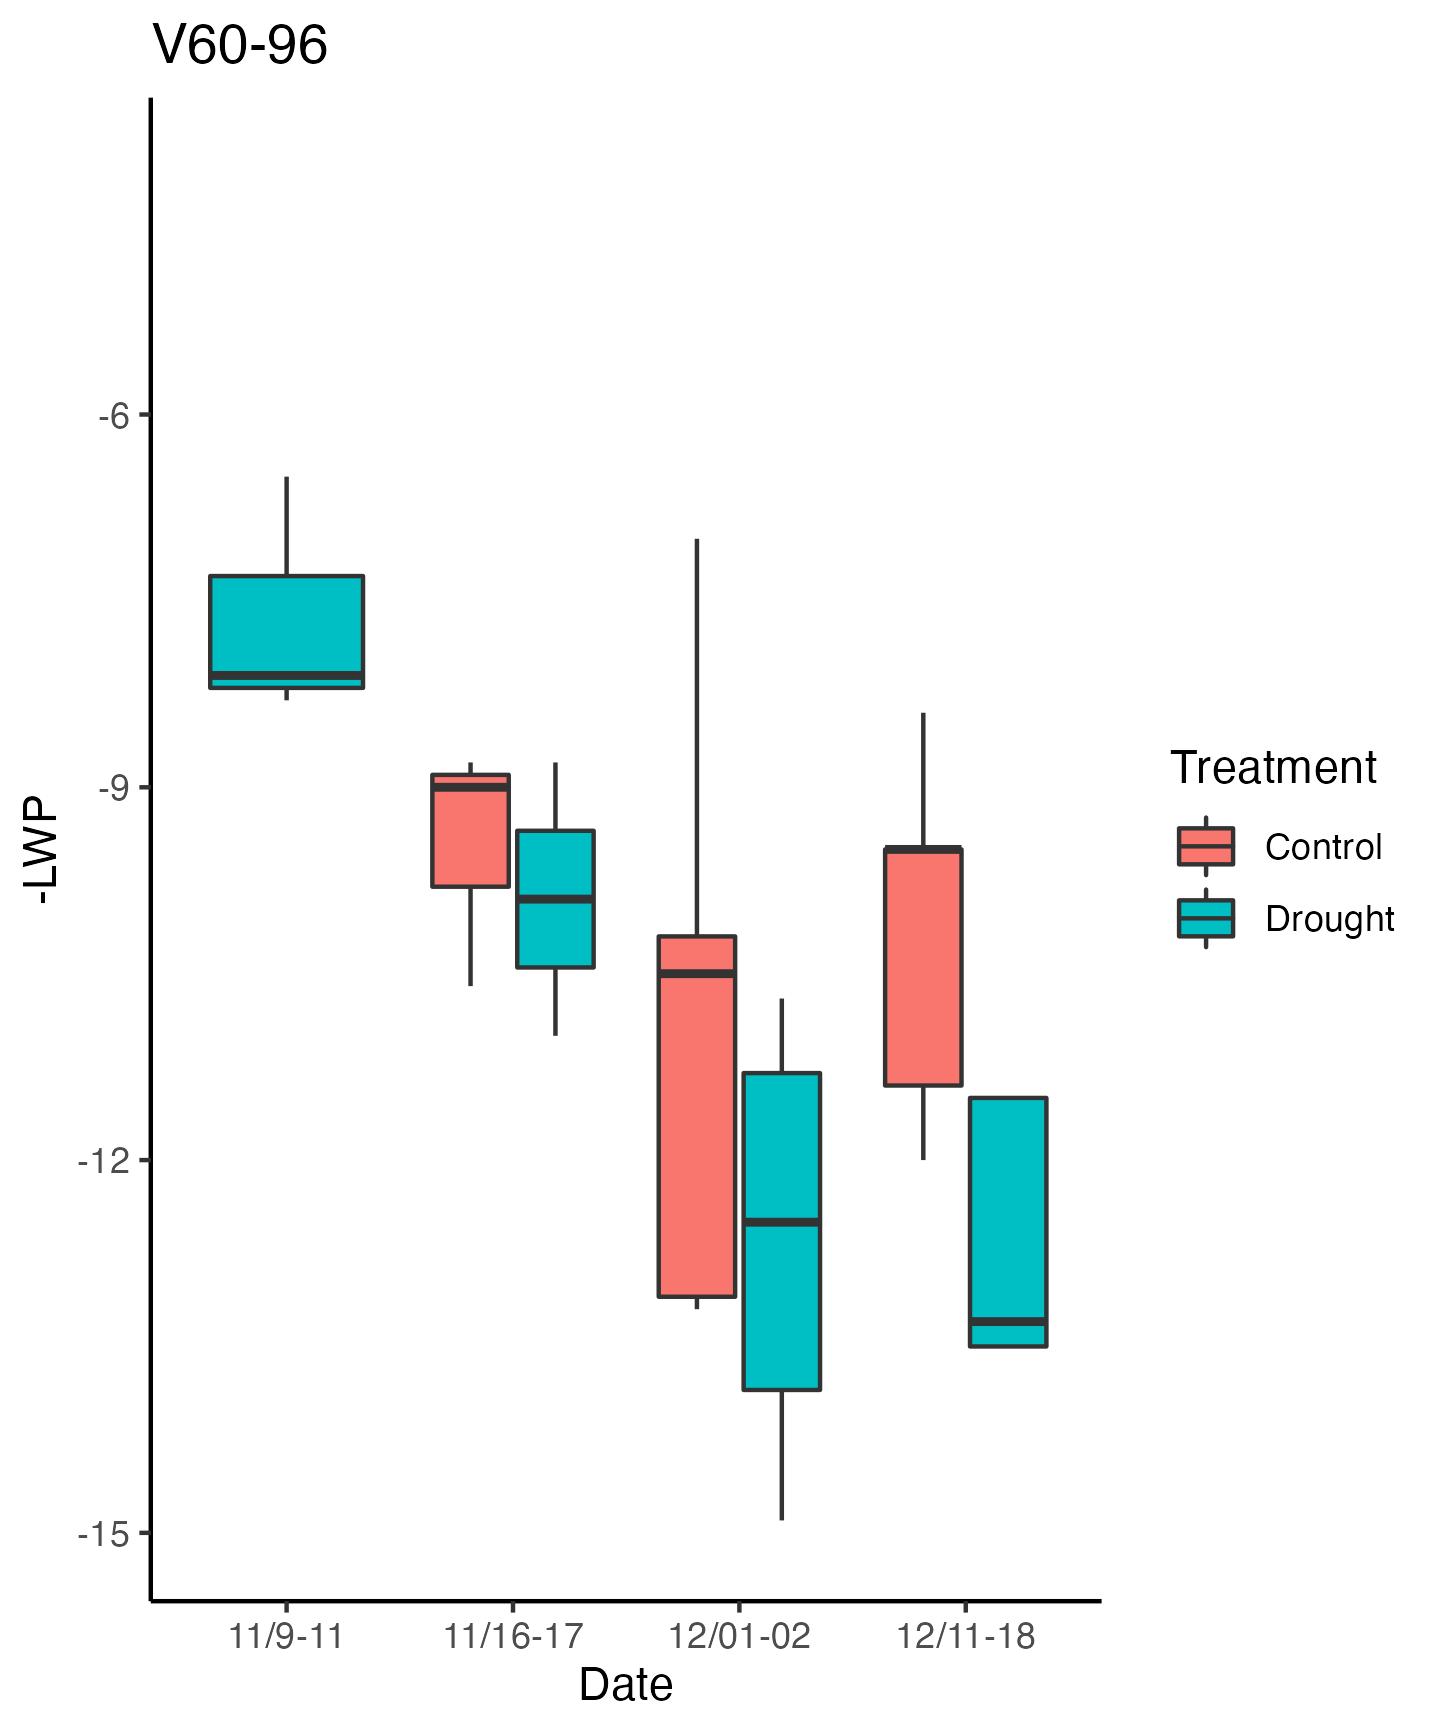 V60-96
-6
-9
-12
-15
-LWP
11/9-11
11/16-17
12/01-02
12/11-18
Date
Treatment
Control
Drought